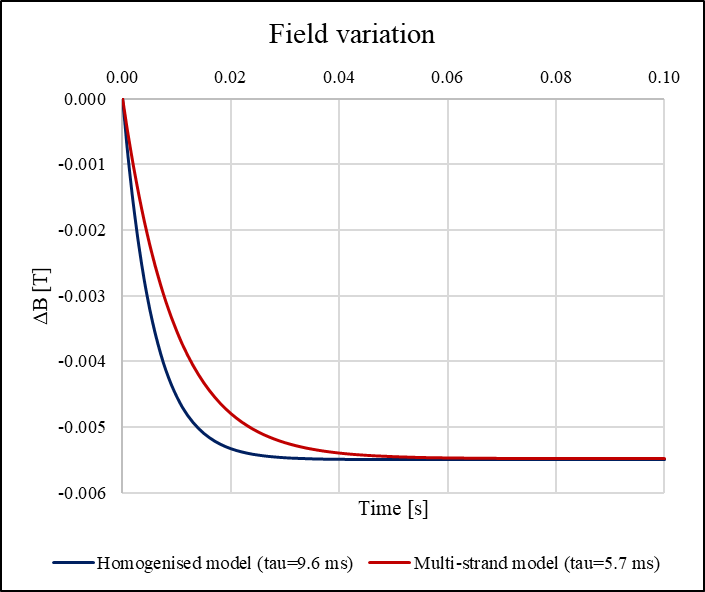 Field variation
0.00 0.02 0.04 0.06 0.08 0.10
0.000
-0.001
-0.002
-0.003
-0.004
-0.005
-0.006
ΔB [T]
Time [s]
Homogenised model (tau=9.6 ms) Multi-strand model (tau=5.7 ms)